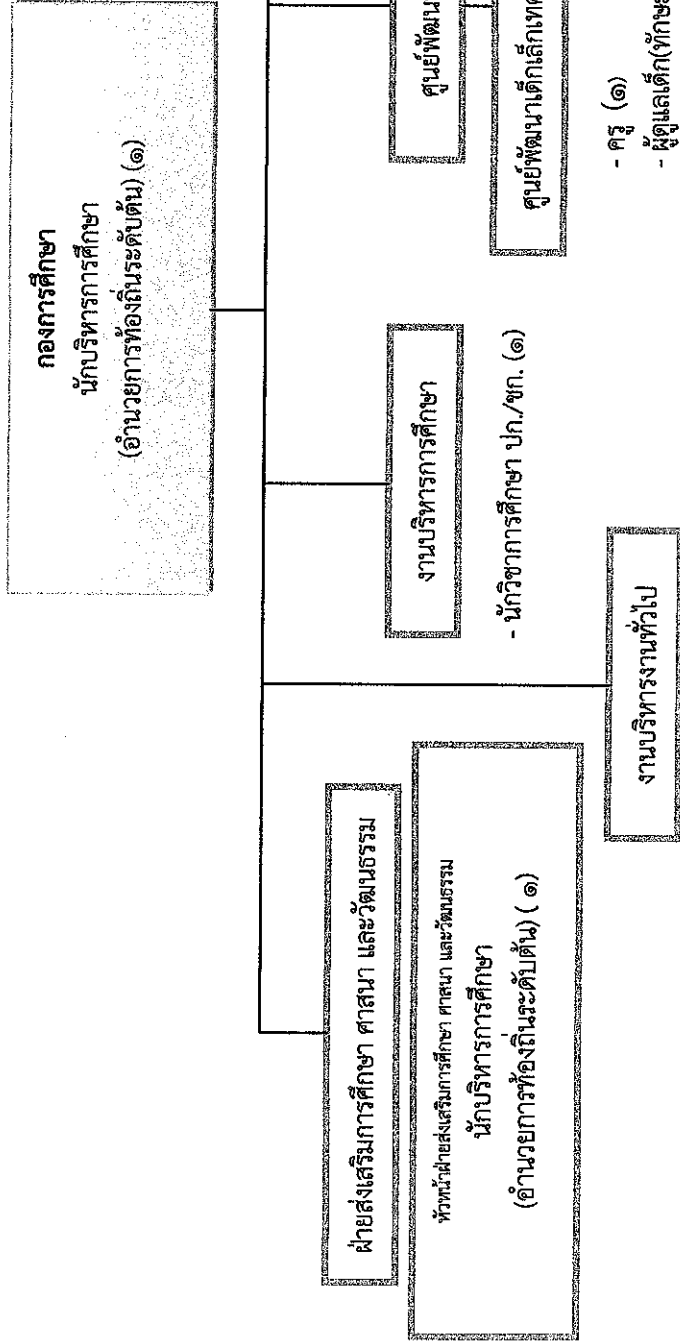 กองการศึกษา
นักบริหารการศึกษา
(อำนวยการท้องถิ่นระดับต้น) (๑)
ฝ่ายส่งเสริมการศึกษา ศาสนา และวัฒนธรรม
หัวหน้าฝ่ายส่งเสริมการศึกษา ศาสนา และวัฒนธรรม
นักบริหารการศึกษา
(อำนวยการท้องถิ่นระดับต้น) ( ๑)
งานบริหารงานทั่วไป
งานบริหารการศึกษา
- นักวิชาการศึกษา ปก./ชก. (๑)
ศูนย์พัฒน
ศูนย์พัฒนาเด็กเล็กเทศ
- ครู (๑)
- ผู้ดูแลเด็ก(ทักษะ